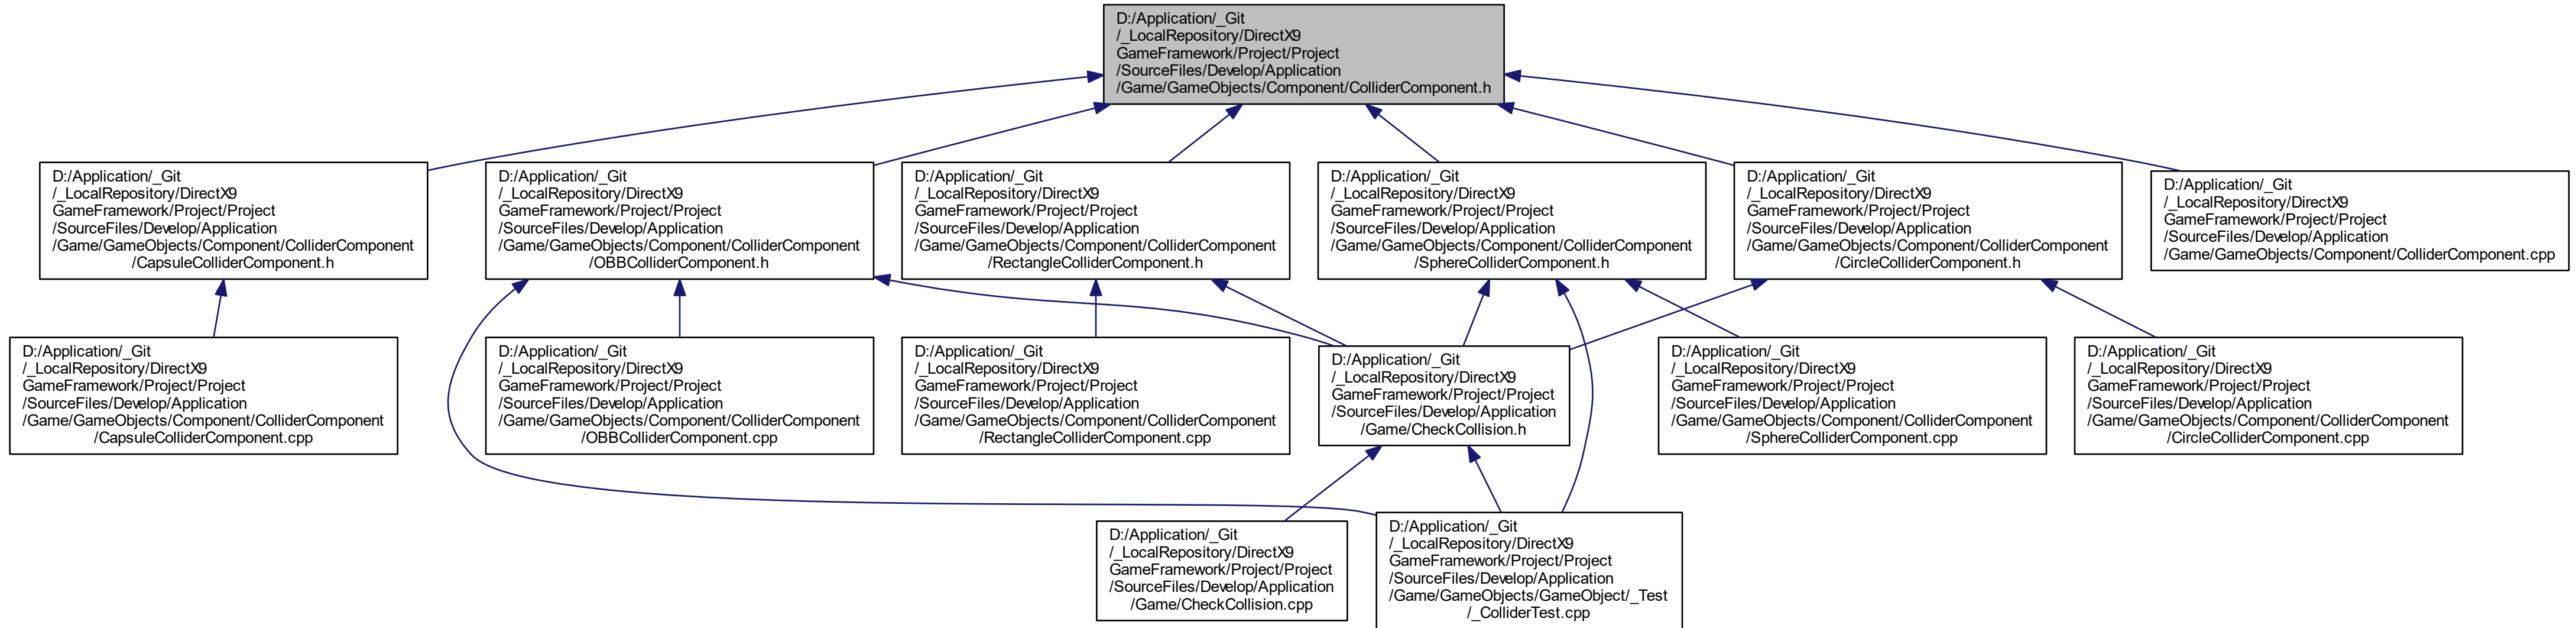 D:/Application/_Git
/_LocalRepository/DirectX9
GameFramework/Project/Project
/SourceFiles/Develop/Application
/Game/GameObjects/Component/ColliderComponent.h
D:/Application/_Git
/_LocalRepository/DirectX9
GameFramework/Project/Project
/SourceFiles/Develop/Application
/Game/GameObjects/Component/ColliderComponent
/CapsuleColliderComponent.h
D:/Application/_Git
/_LocalRepository/DirectX9
GameFramework/Project/Project
/SourceFiles/Develop/Application
/Game/GameObjects/Component/ColliderComponent
/OBBColliderComponent.h
D:/Application/_Git
/_LocalRepository/DirectX9
GameFramework/Project/Project
/SourceFiles/Develop/Application
/Game/GameObjects/Component/ColliderComponent
/RectangleColliderComponent.h
D:/Application/_Git
/_LocalRepository/DirectX9
GameFramework/Project/Project
/SourceFiles/Develop/Application
/Game/GameObjects/Component/ColliderComponent
/SphereColliderComponent.h
D:/Application/_Git
/_LocalRepository/DirectX9
GameFramework/Project/Project
/SourceFiles/Develop/Application
/Game/GameObjects/Component/ColliderComponent
/CircleColliderComponent.h
D:/Application/_Git
/_LocalRepository/DirectX9
GameFramework/Project/Project
/SourceFiles/Develop/Application
/Game/GameObjects/Component/ColliderComponent.cpp
D:/Application/_Git
/_LocalRepository/DirectX9
GameFramework/Project/Project
/SourceFiles/Develop/Application
/Game/GameObjects/Component/ColliderComponent
/CapsuleColliderComponent.cpp
D:/Application/_Git
/_LocalRepository/DirectX9
GameFramework/Project/Project
/SourceFiles/Develop/Application
/Game/GameObjects/Component/ColliderComponent
/OBBColliderComponent.cpp
D:/Application/_Git
/_LocalRepository/DirectX9
GameFramework/Project/Project
/SourceFiles/Develop/Application
/Game/GameObjects/Component/ColliderComponent
/RectangleColliderComponent.cpp
D:/Application/_Git
/_LocalRepository/DirectX9
GameFramework/Project/Project
/SourceFiles/Develop/Application
/Game/CheckCollision.h
D:/Application/_Git
/_LocalRepository/DirectX9
GameFramework/Project/Project
/SourceFiles/Develop/Application
/Game/GameObjects/Component/ColliderComponent
/SphereColliderComponent.cpp
D:/Application/_Git
/_LocalRepository/DirectX9
GameFramework/Project/Project
/SourceFiles/Develop/Application
/Game/GameObjects/Component/ColliderComponent
/CircleColliderComponent.cpp
D:/Application/_Git
/_LocalRepository/DirectX9
GameFramework/Project/Project
/SourceFiles/Develop/Application
/Game/CheckCollision.cpp
D:/Application/_Git
/_LocalRepository/DirectX9
GameFramework/Project/Project
/SourceFiles/Develop/Application
/Game/GameObjects/GameObject/_Test
/_ColliderTest.cpp